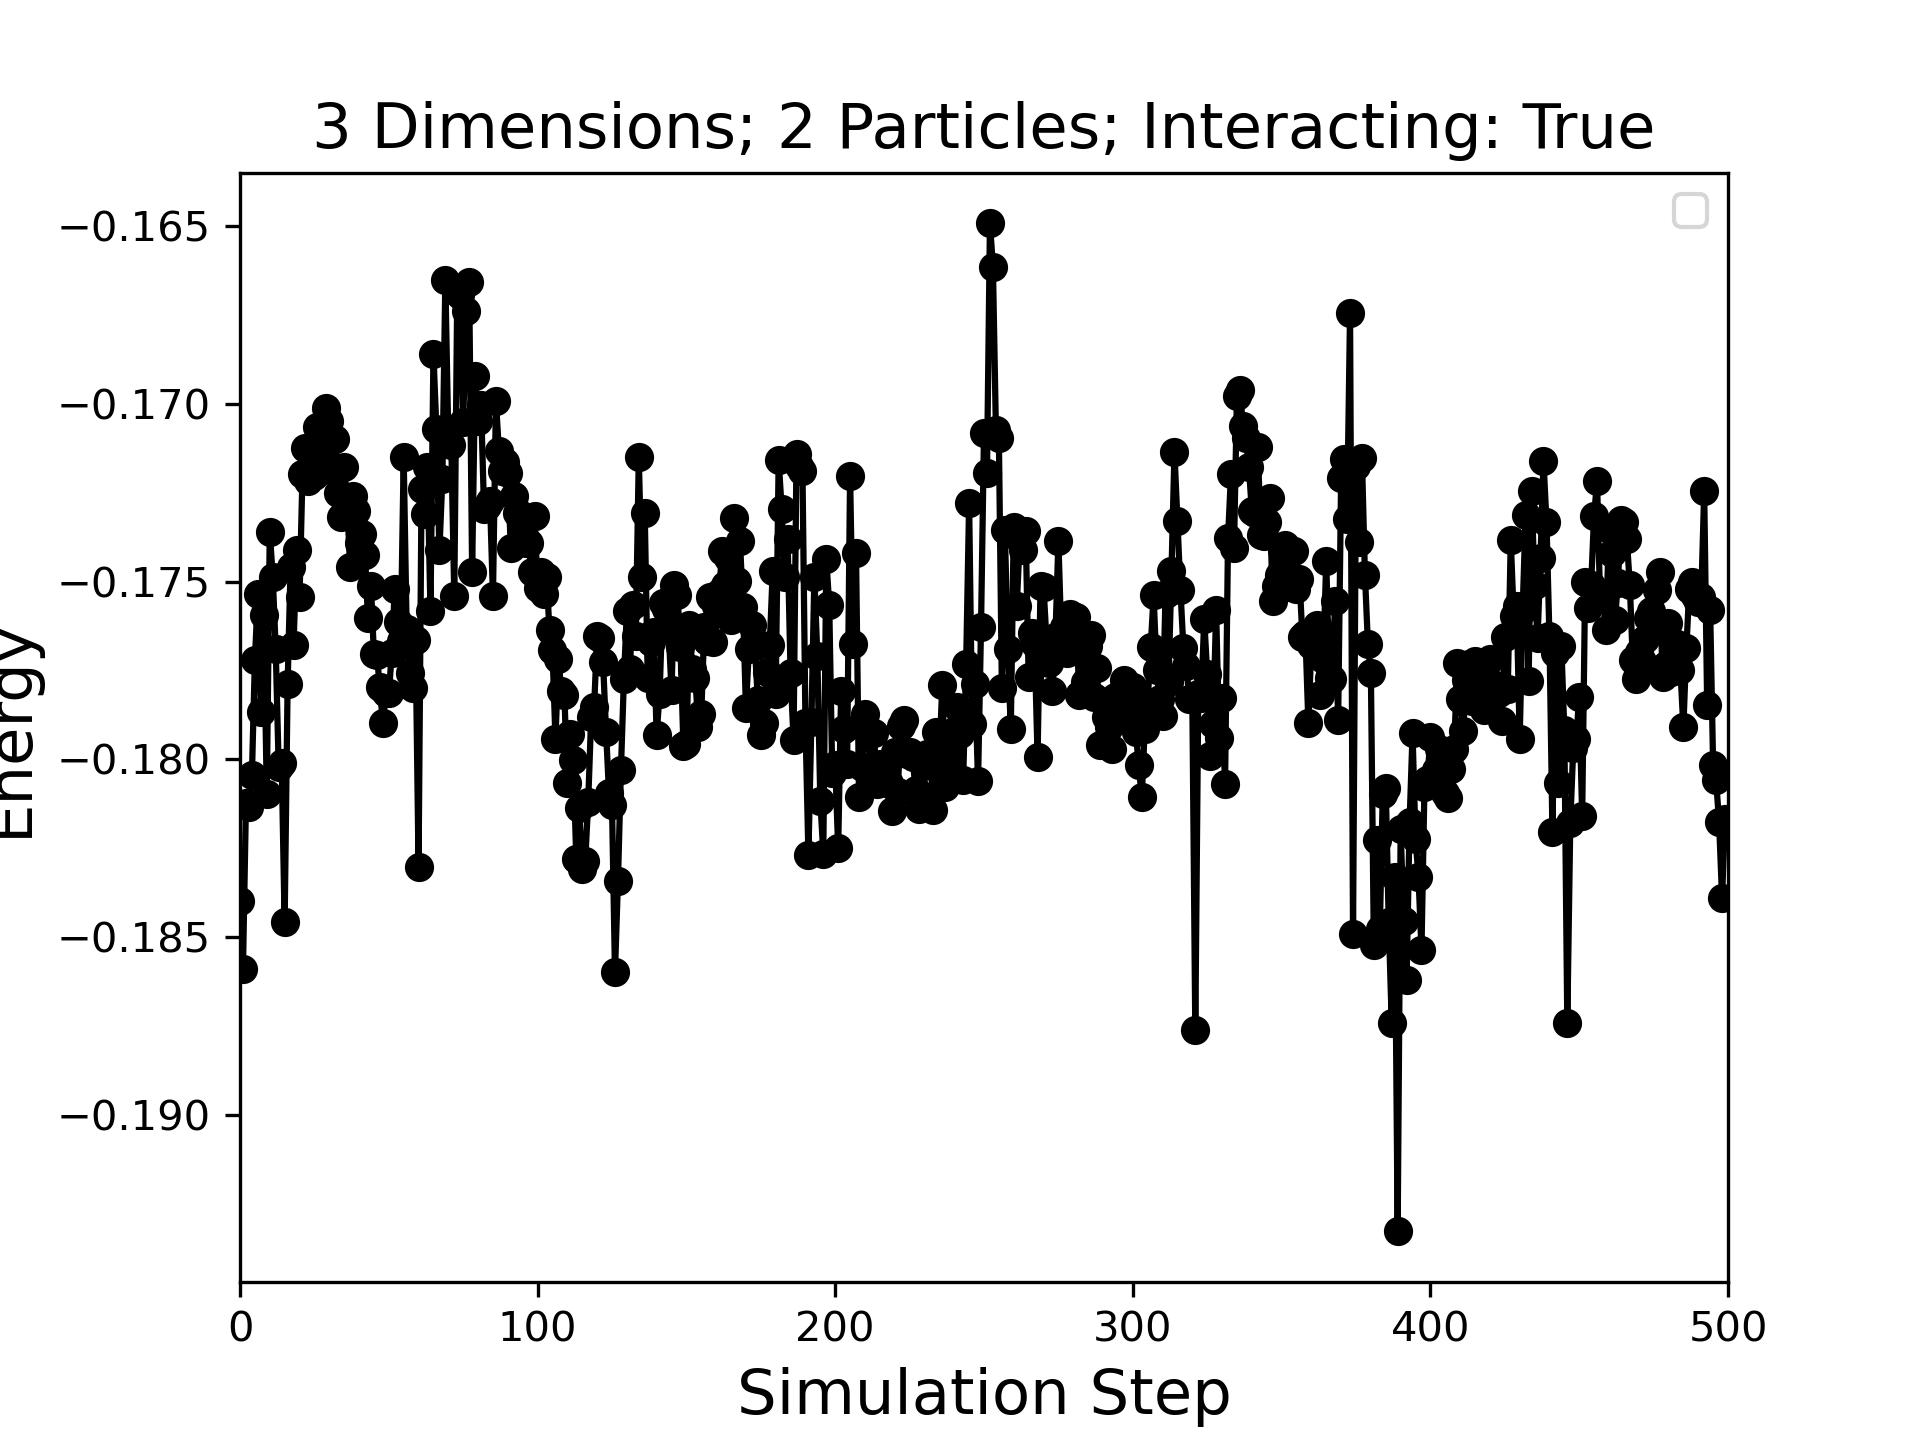 3 Dimensions; 2 Particles; Interacting: True
−0.165
−0.170
−0.175
−0.180
−0.185
−0.190
Energy
0 100 200 300 400 500
Simulation Step